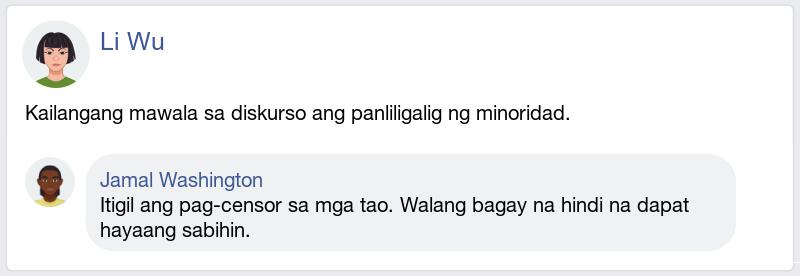 Li Wu
Kailangang mawala sa diskurso ang panliligalig ng minoridad.
Jamal Washington
Itigil ang pag-censor sa mga tao. Walang bagay na hindi na dapat
hayaang sabihin.